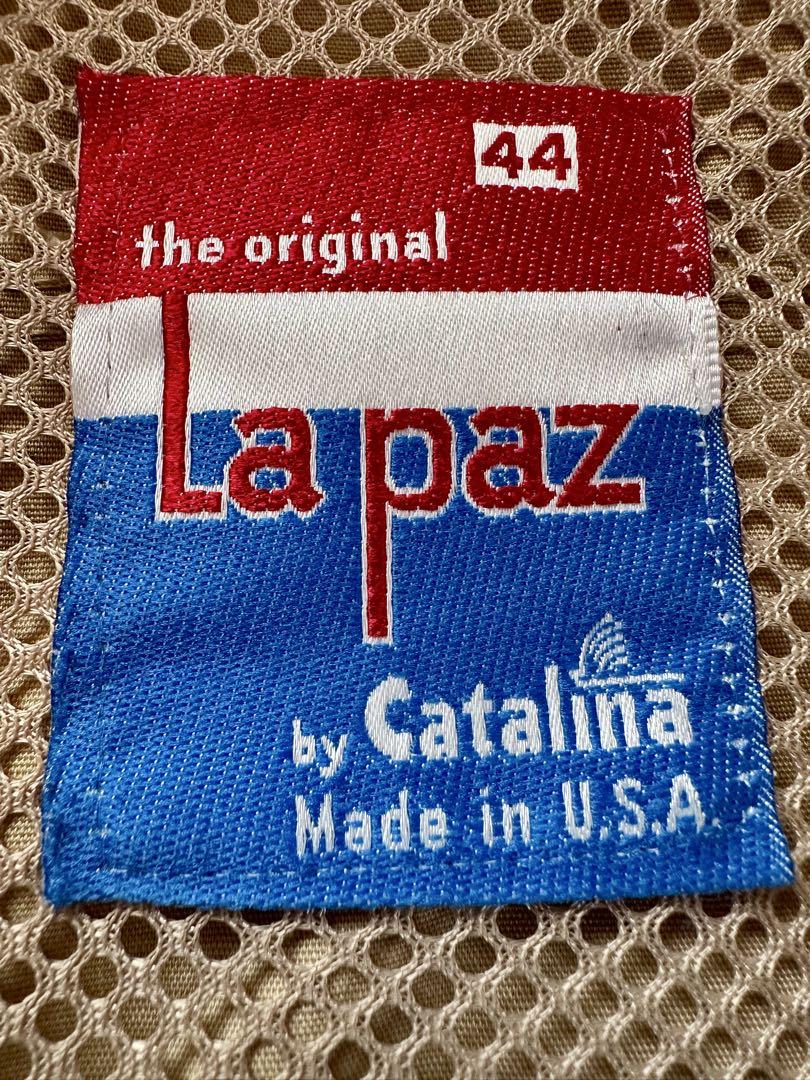 44
the original
La paz
by Catalina
Made in U.S.A.